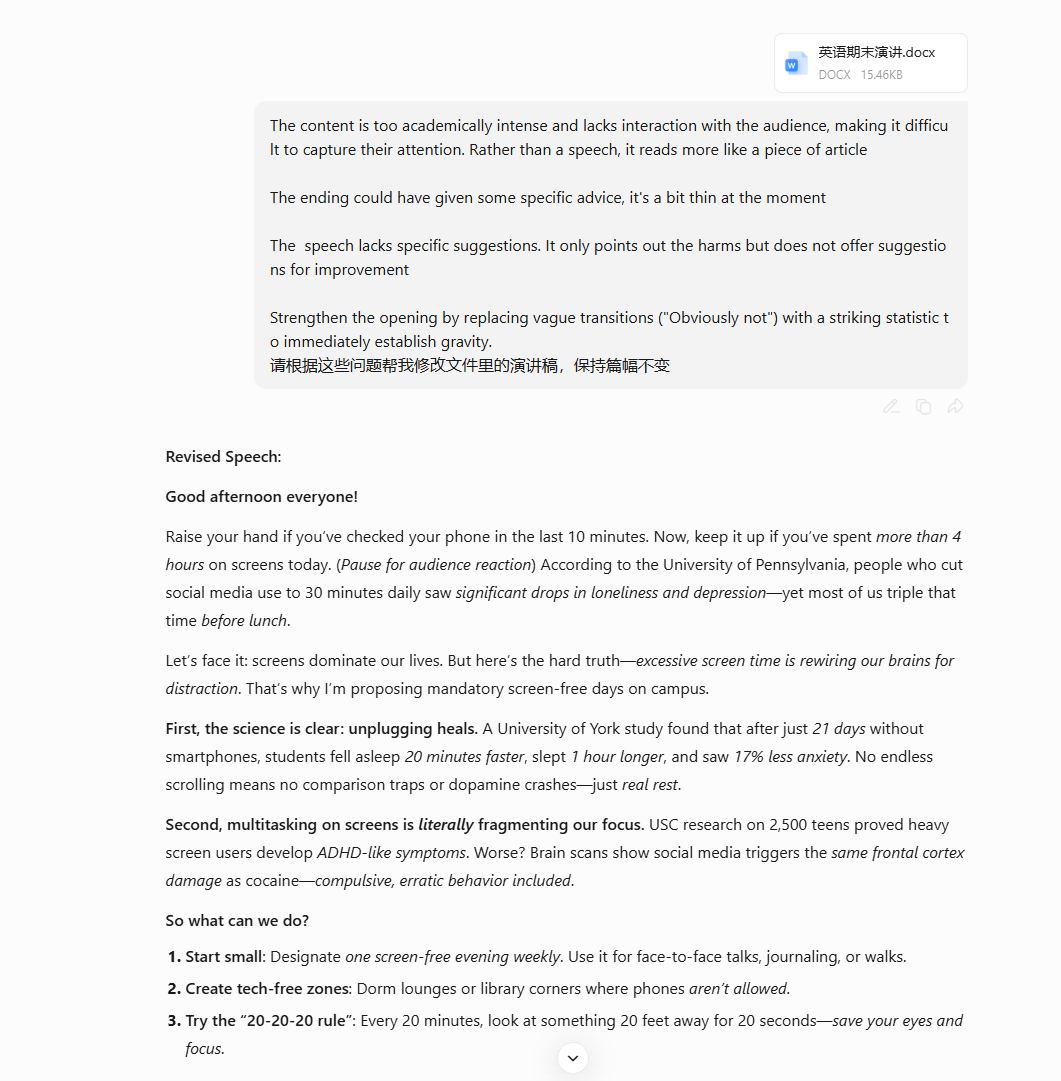 英语期末演讲.docx
DOCX 15.46KB
The content is too academically intense and lacks interaction with the audience, making it difficu
lt to capture their attention. Rather than a speech, it reads more like a piece of article
The ending could have given some specific advice, it's a bit thin at the moment
The  speech lacks specific suggestions. It only points out the harms but does not offer suggestio
ns for improvement
Strengthen the opening by replacing vague transitions ("Obviously not") with a striking statistic t
o immediately establish gravity.
请根据这些问题帮我修改文件里的演讲稿，保持篇幅不变
Revised Speech:
Good afternoon everyone!
Raise your hand if you’ve checked your phone in the last 10 minutes. Now, keep it up if you’ve spent more than 4
hours on screens today. (Pause for audience reaction) According to the University of Pennsylvania, people who cut
social media use to 30 minutes daily saw significant drops in loneliness and depression—yet most of us triple that
time before lunch.
Let’s face it: screens dominate our lives. But here’s the hard truth—excessive screen time is rewiring our brains for
distraction. That’s why I’m proposing mandatory screen-free days on campus.
First, the science is clear: unplugging heals. A University of York study found that after just 21 days without
smartphones, students fell asleep 20 minutes faster, slept 1 hour longer, and saw 17% less anxiety. No endless
scrolling means no comparison traps or dopamine crashes—just real rest.
Second, multitasking on screens is literally fragmenting our focus. USC research on 2,500 teens proved heavy
screen users develop ADHD-like symptoms. Worse? Brain scans show social media triggers the same frontal cortex
damage as cocaine—compulsive, erratic behavior included.
So what can we do?
1. Start small: Designate one screen-free evening weekly. Use it for face-to-face talks, journaling, or walks.
2. Create tech-free zones: Dorm lounges or library corners where phones aren’t allowed.
3. Try the “20-20-20 rule”: Every 20 minutes, look at something 20 feet away for 20 seconds—save your eyes and
focus.